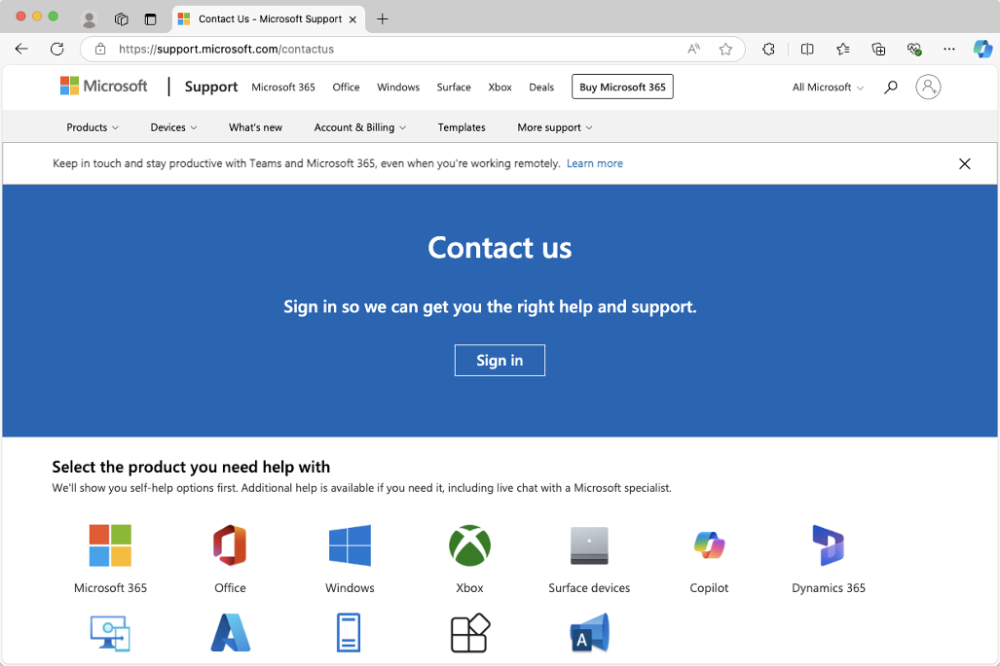 Contact Us - Microsoft Support
https://support.microsoft.com/contactus
Microsoft Support Microsoft 365 Office Windows Surface Xbox Deals Buy Microsoft 365 All Microsoft
Products Devices What's new Account & Billing Templates More support
Keep in touch and stay productive with Teams and Microsoft 365, even when you're working remotely. Learn more
Contact us
Sign in so we can get you the right help and support.
Sign in
Select the product you need help with
We'll show you self-help options first. Additional help is available if you need it, including live chat with a Microsoft specialist.
Microsoft 365 Office Windows Xbox Surface devices Copilot Dynamics 365
A